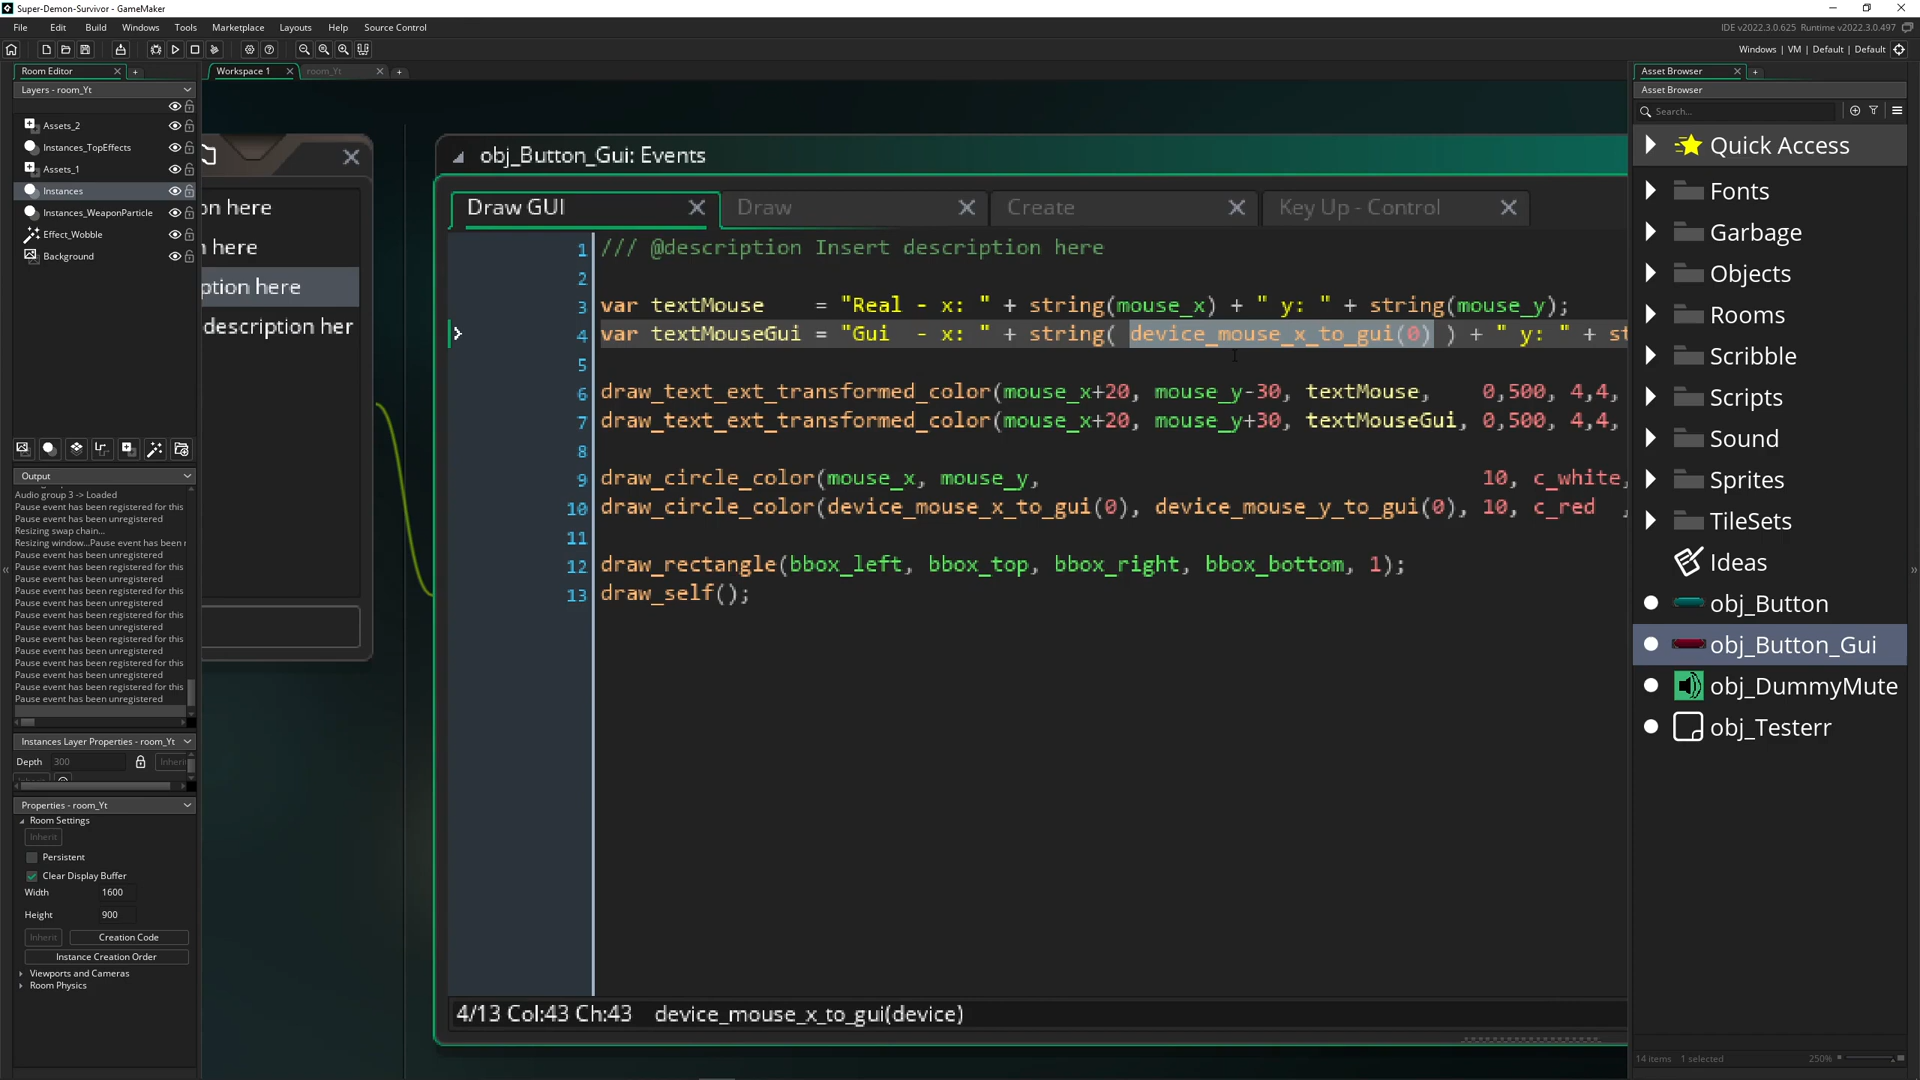 Super-Demon-Survivor - GameMaker
File Edit Build Windows Tools Marketplace Layouts Help Source Control
IDE v2022.3.0.625 Runtime v2022.3.0.497
Windows | VM | Default | Default
Room Editor
Layers - room_Yt
Assets_2
Instances_TopEffects
Assets_1
Instances
Instances_WeaponParticle
Effect_Wobble
Background
Output
Audio group 3 -> Loaded
Pause event has been registered for this
Pause event has been unregistered
Resizing swap chain...
Resizing window...Pause event has been r
Pause event has been unregistered
Pause event has been registered for this
Pause event has been unregistered
Pause event has been registered for this
Pause event has been unregistered
Pause event has been registered for this
Pause event has been unregistered
Pause event has been registered for this
Pause event has been unregistered
Pause event has been registered for this
Pause event has been unregistered
Pause event has been registered for this
Pause event has been unregistered
Instances Layer Properties - room_Yt
Depth 300 Inheri
Properties - room_Yt
Room Settings
Inherit
Persistent
Clear Display Buffer
Width 1600
Height 900
Inherit Creation Code
Instance Creation Order
Viewports and Cameras
Room Physics
Workspace 1 room_Yt
on here
on here
ption here
description her
obj_Button_Gui: Events
Draw GUI Draw Create Key Up - Control
1 /// @description Insert description here
2
3 var textMouse = "Real - x: " + string(mouse_x) + " y: " + string(mouse_y);
4 var textMouseGui = "Gui - x: " + string( device_mouse_x_to_gui(0) ) + " y: " + st
5
6 draw_text_ext_transformed_color(mouse_x+20, mouse_y-30, textMouse, 0,500, 4,4,
7 draw_text_ext_transformed_color(mouse_x+20, mouse_y+30, textMouseGui, 0,500, 4,4,
8
9 draw_circle_color(mouse_x, mouse_y, 10, c_white,
10 draw_circle_color(device_mouse_x_to_gui(0), device_mouse_y_to_gui(0), 10, c_red ,
11
12 draw_rectangle(bbox_left, bbox_top, bbox_right, bbox_bottom, 1);
13 draw_self();
4/13 Col:43 Ch:43 device_mouse_x_to_gui(device)
Asset Browser
Asset Browser
Search...
Quick Access
Fonts
Garbage
Objects
Rooms
Scribble
Scripts
Sound
Sprites
TileSets
Ideas
obj_Button
obj_Button_Gui
obj_DummyMute
obj_Testerr
14 items 1 selected 250%